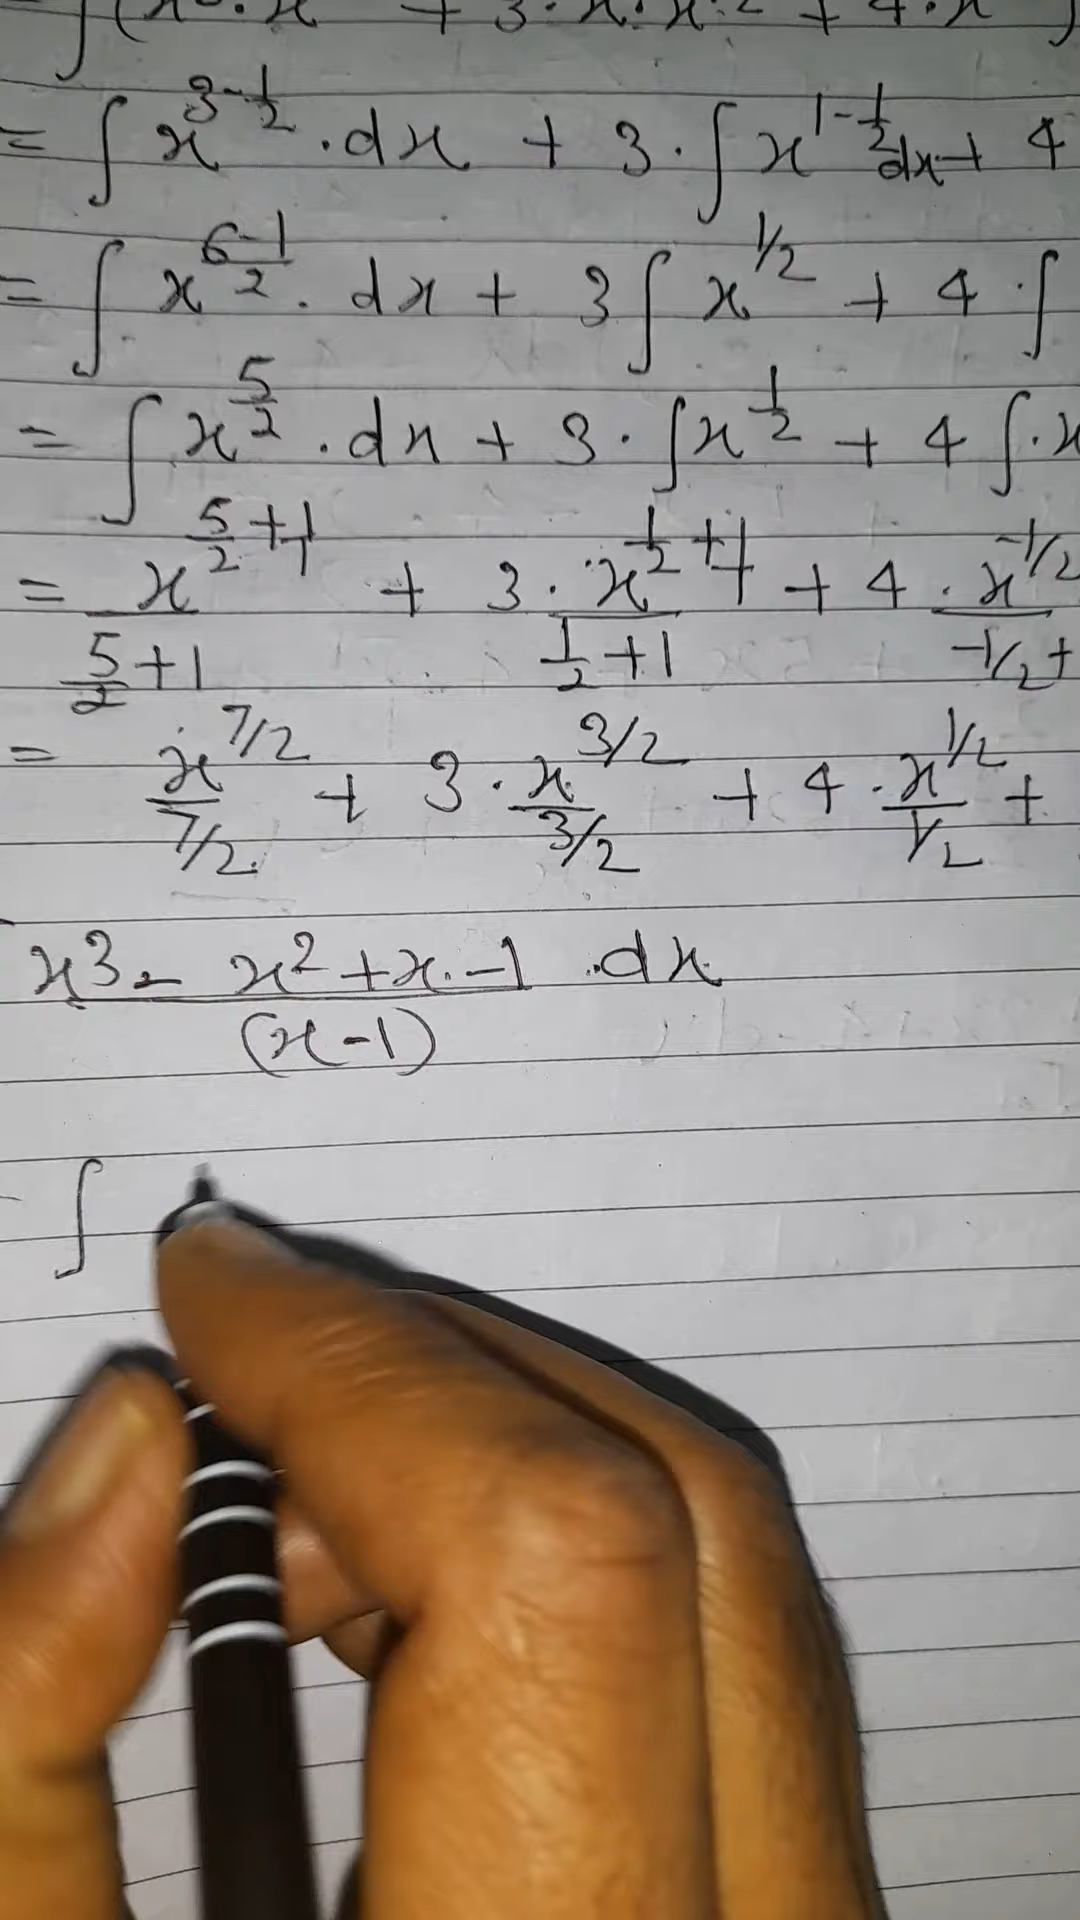 = ∫ x^{3-1/2} .dx + 3.∫ x^{1-1/2} dx + 4
= ∫ x^{(6-1)/2} . dx + 3∫ x^{1/2} + 4 .∫
= ∫ x^{5/2} .dx + 3.∫x^{1/2} + 4 ∫.x
= x^{5/2+1/1} / (5/2+1) + 3. x^{1/2+1} / (1/2+1) + 4 . x^{-1/2} / (-1/2+
= x^{7/2} / (7/2) + 3. x^{3/2} / (3/2) + 4. x^{1/2} / (1/2) +
x³ - x² + x - 1 / (x-1) .dx
= ∫